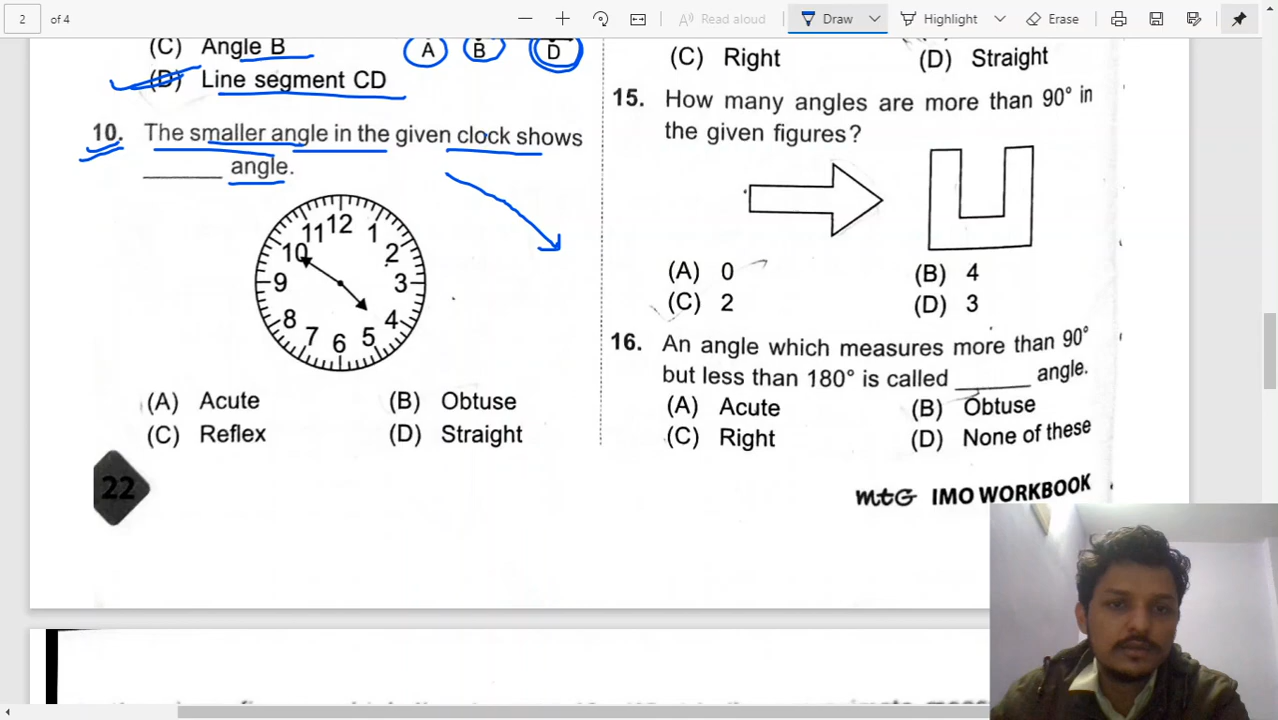 2
of 4
Read aloud
Draw
Highlight
Erase
(C) Angle B
A B D
(D) Line segment CD
10. The smaller angle in the given clock shows
______ angle.
12
11 1
10 2
9 3
8 4
7 5
6
(A) Acute (B) Obtuse
(C) Reflex (D) Straight
22
(C) Right (D) Straight
15. How many angles are more than 90° in
the given figures?
(A) 0 (B) 4
(C) 2 (D) 3
16. An angle which measures more than 90°
but less than 180° is called ______ angle.
(A) Acute (B) Obtuse
(C) Right (D) None of these
mtG IMO WORKBOOK